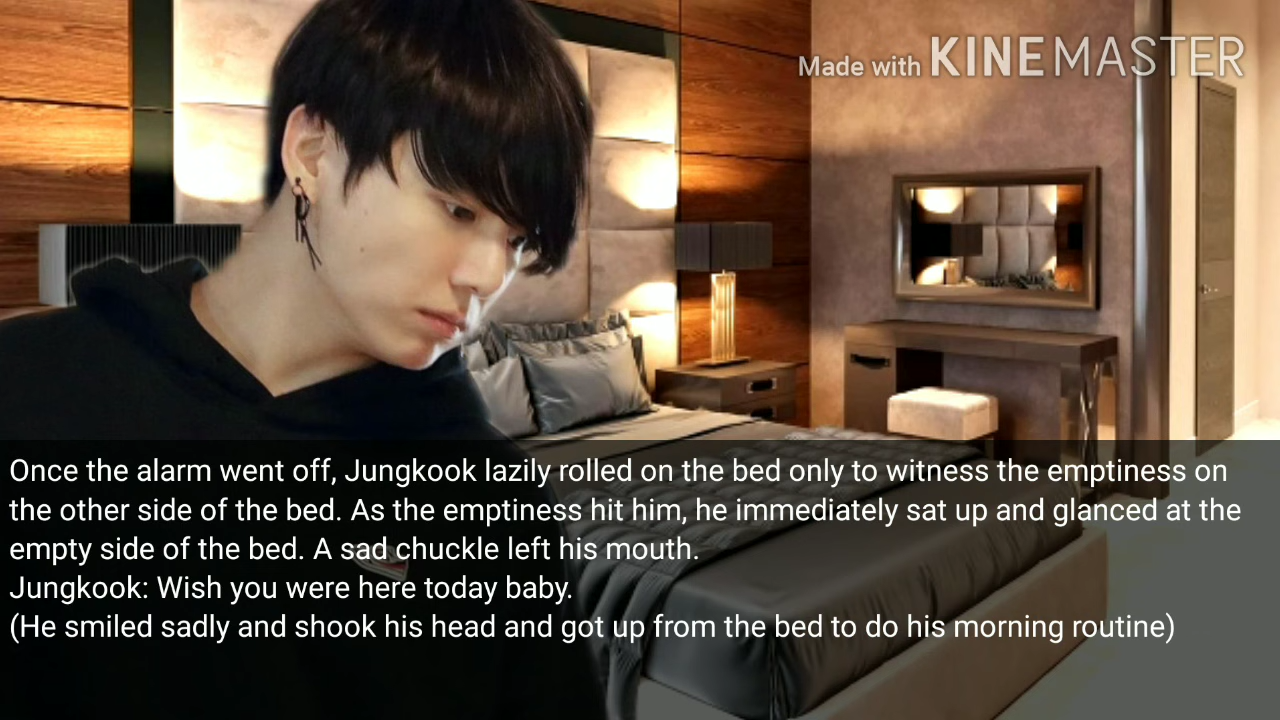 Made with KINEMASTER
Once the alarm went off, Jungkook lazily rolled on the bed only to witness the emptiness on
the other side of the bed. As the emptiness hit him, he immediately sat up and glanced at the
empty side of the bed. A sad chuckle left his mouth.
Jungkook: Wish you were here today baby.
(He smiled sadly and shook his head and got up from the bed to do his morning routine)